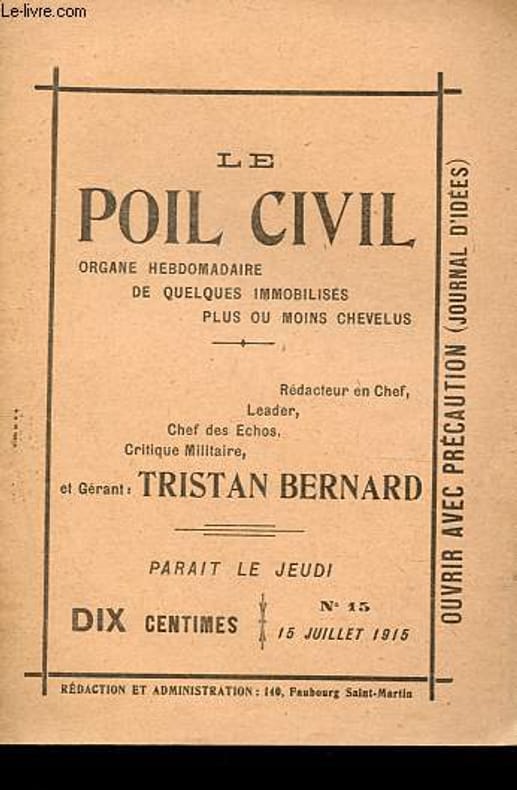 Le-livre.com
LE
POIL CIVIL
ORGANE HEBDOMADAIRE
DE QUELQUES IMMOBILISÉS
PLUS OU MOINS CHEVELUS
Rédacteur en Chef,
Leader,
Chef des Echos,
Critique Militaire,
et Gérant : TRISTAN BERNARD
PARAIT LE JEUDI
DIX CENTIMES
N° 15
15 JUILLET 1915
OUVRIR AVEC PRÉCAUTION (JOURNAL D'IDÉES)
RÉDACTION ET ADMINISTRATION : 140, Faubourg Saint-Martin